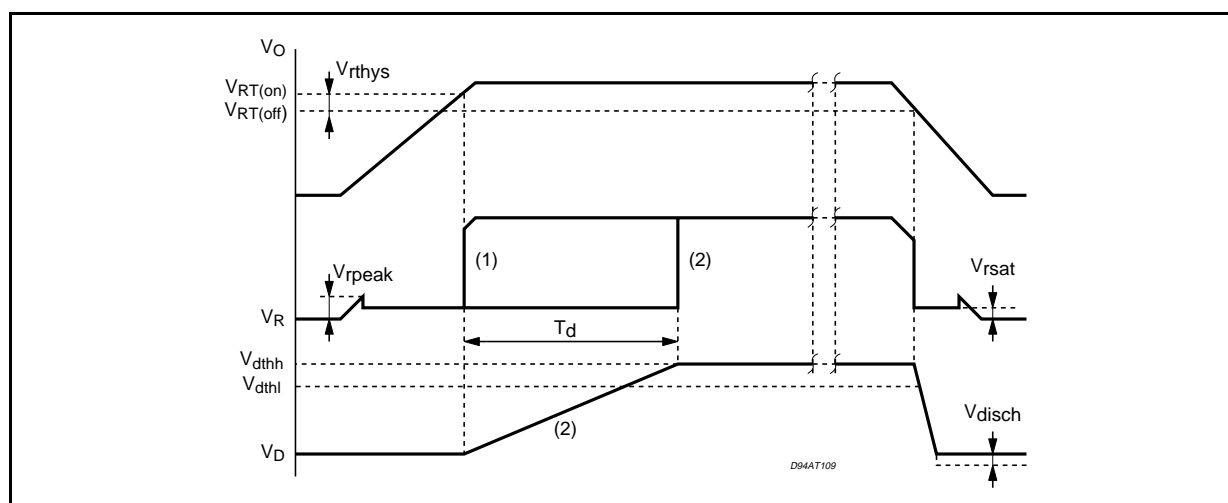 VO
Vrthys
VRT(on)
VRT(off)
(1)
(2)
Vrpeak
Vrsat
VR
Td
Vdthh
Vdthl
Vdisch
(2)
VD
D94AT109